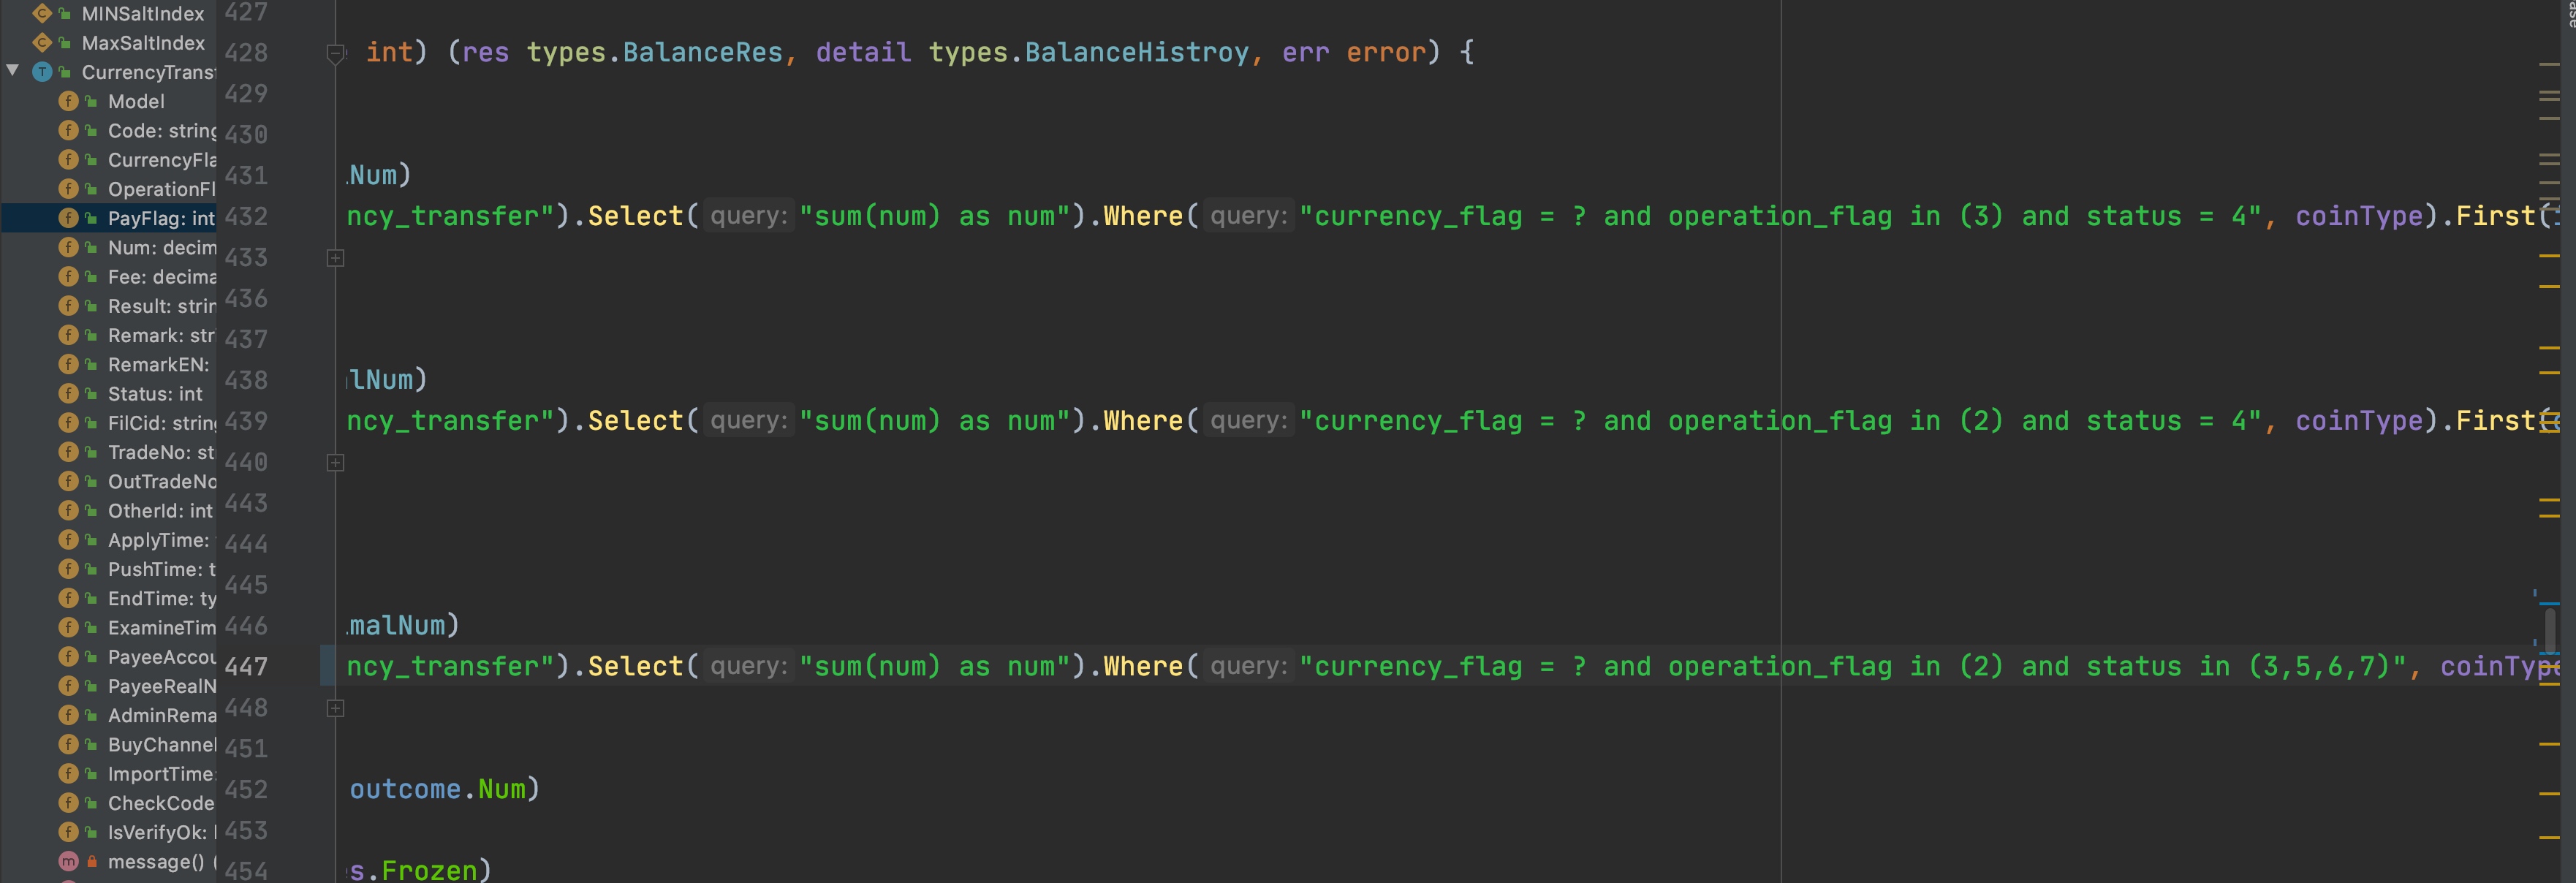 MINSaltIndex
MaxSaltIndex
CurrencyTrans
Model
Code: string
CurrencyFla
OperationFl
PayFlag: int
Num: decim
Fee: decima
Result: strin
Remark: stri
RemarkEN:
Status: int
FilCid: string
TradeNo: st
OutTradeNo
OtherId: int
ApplyTime:
PushTime: t
EndTime: ty
ExamineTim
PayeeAccou
PayeeRealN
AdminRema
BuyChannel
ImportTime:
CheckCode
IsVerifyOk:
message() (
427
428 int) (res types.BalanceRes, detail types.BalanceHistroy, err error) {
429
430
431 .Num)
432 ncy_transfer").Select( query: "sum(num) as num").Where( query: "currency_flag = ? and operation_flag in (3) and status = 4", coinType).First(
433
436
437
438 lNum)
439 ncy_transfer").Select( query: "sum(num) as num").Where( query: "currency_flag = ? and operation_flag in (2) and status = 4", coinType).First(
440
443
444
445
446 malNum)
447 ncy_transfer").Select( query: "sum(num) as num").Where( query: "currency_flag = ? and operation_flag in (2) and status in (3,5,6,7)", coinType
448
451
452 outcome.Num)
453
454 s.Frozen)